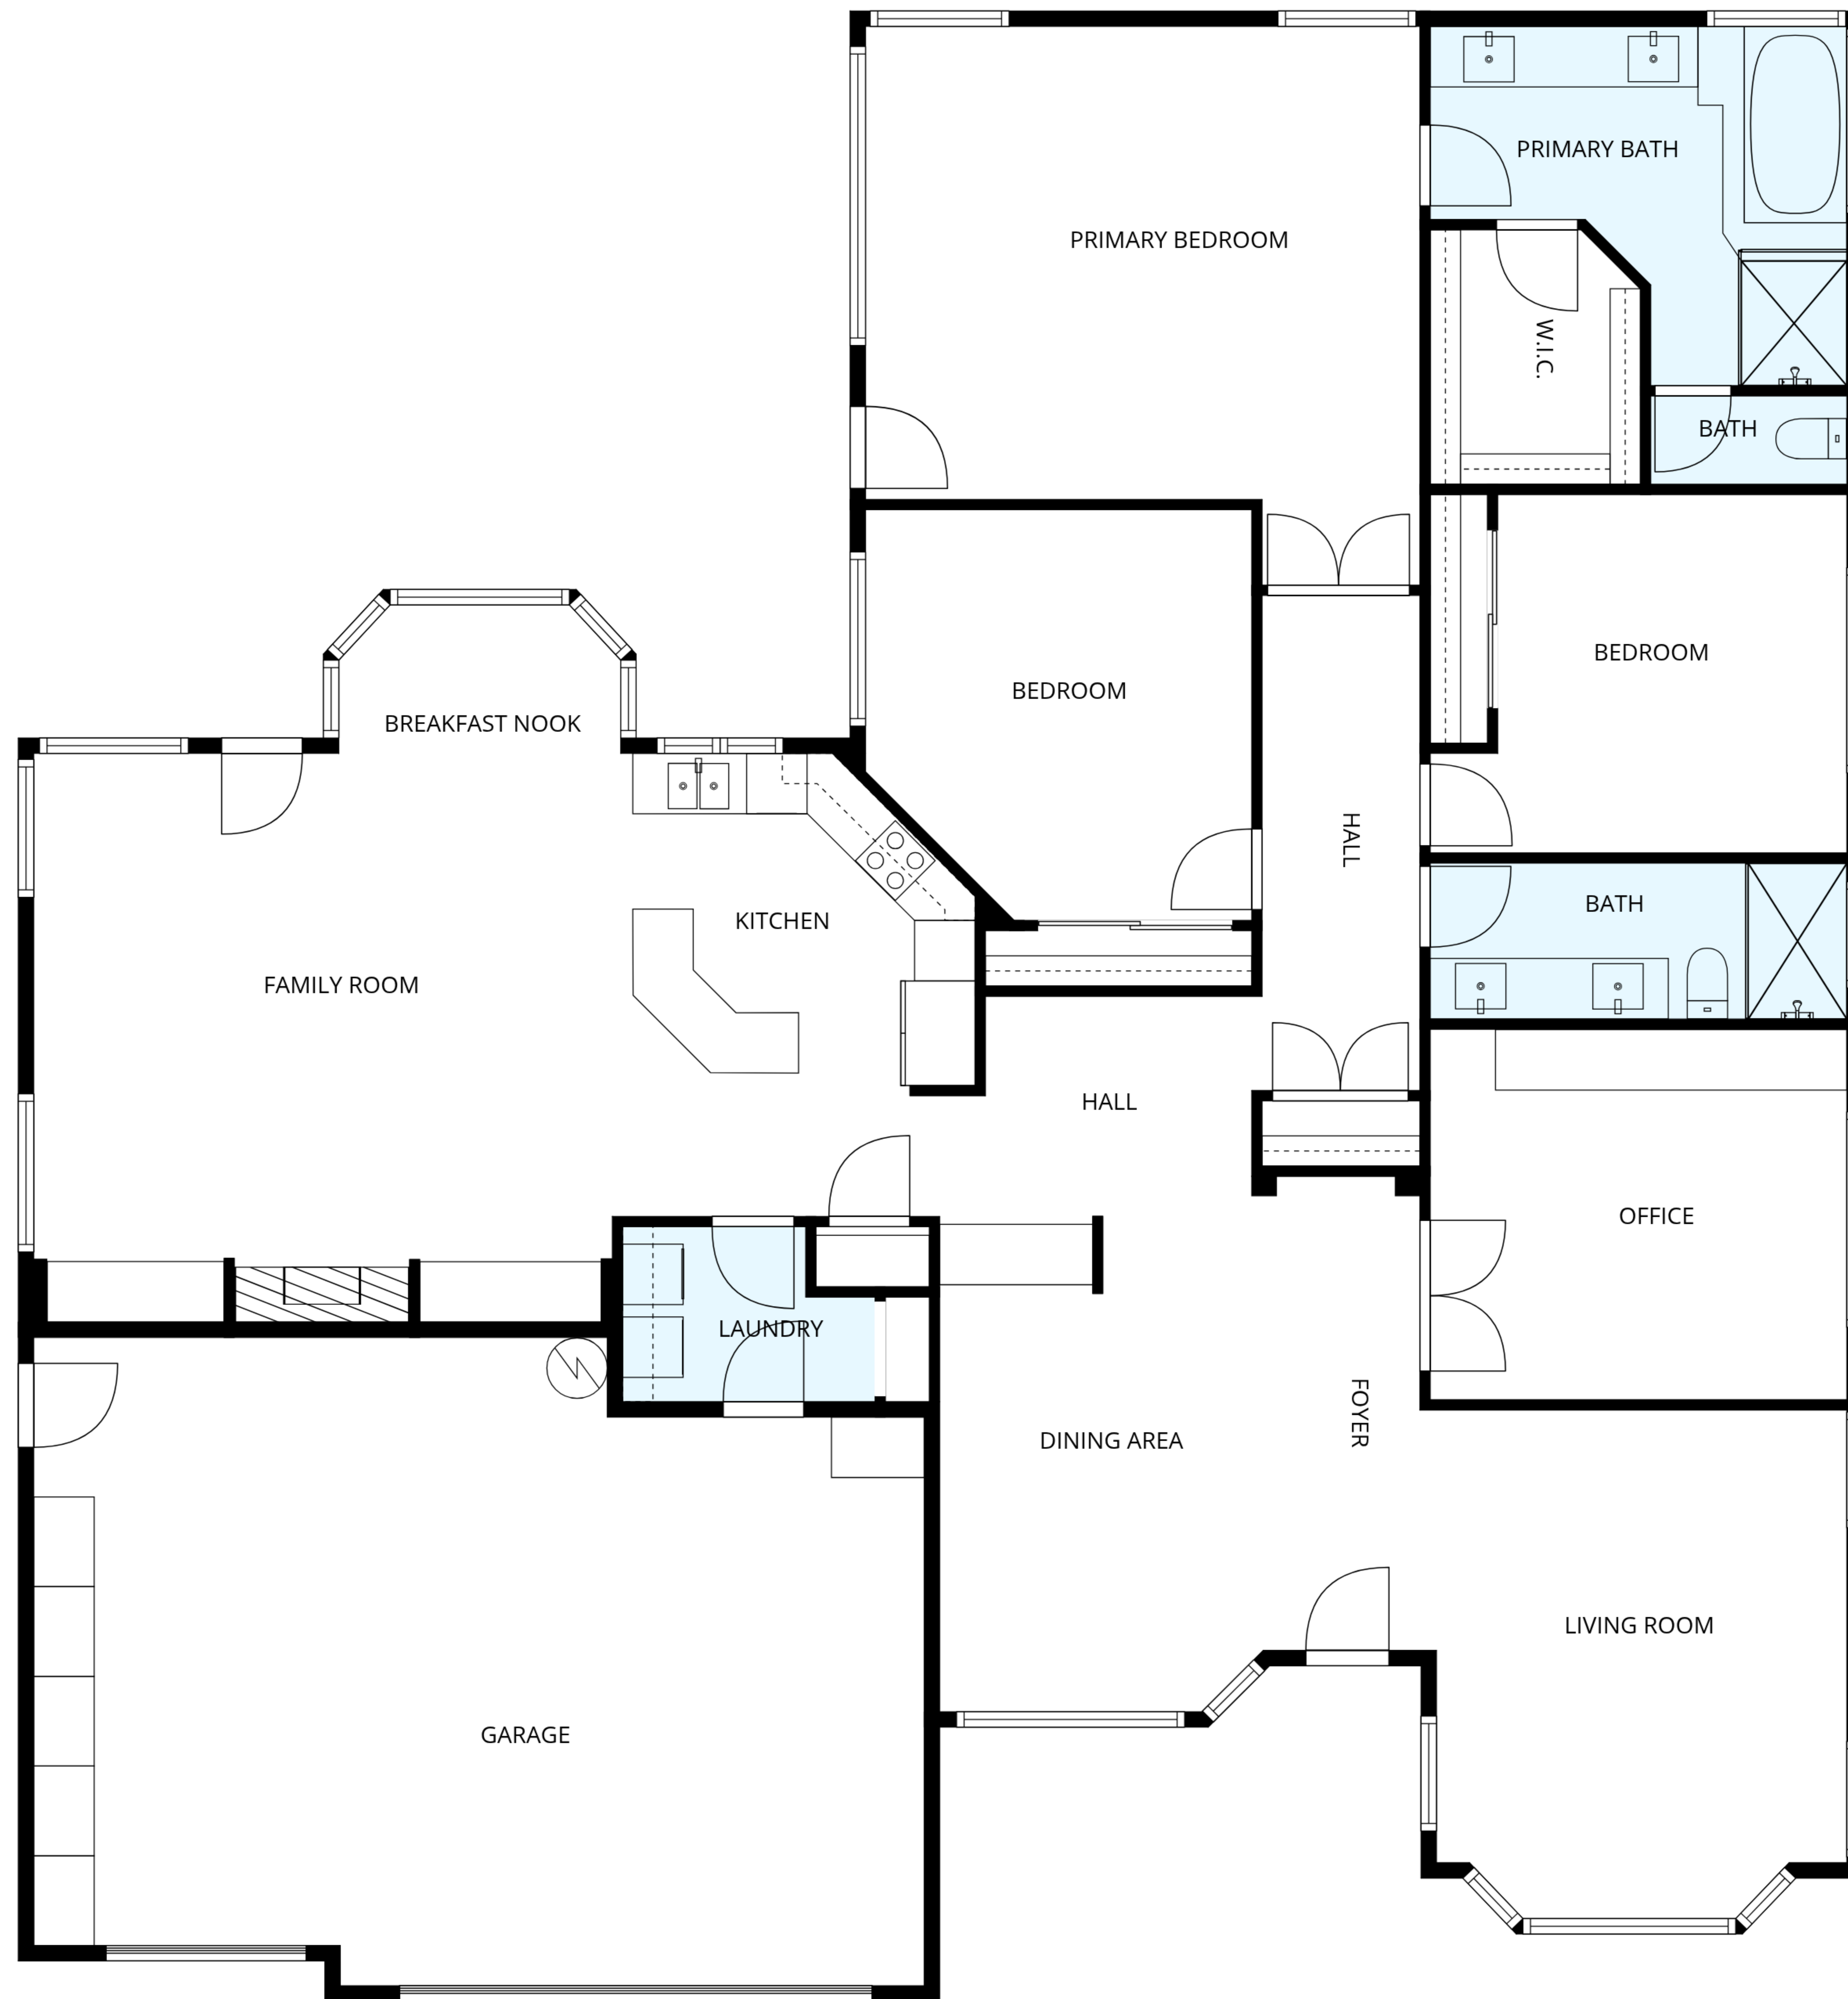 PRIMARY BATH
PRIMARY BEDROOM
W.I.C.
BATH
BEDROOM
BEDROOM
BREAKFAST NOOK
HALL
BATH
KITCHEN
FAMILY ROOM
HALL
OFFICE
LAUNDRY
FOYER
DINING AREA
LIVING ROOM
GARAGE